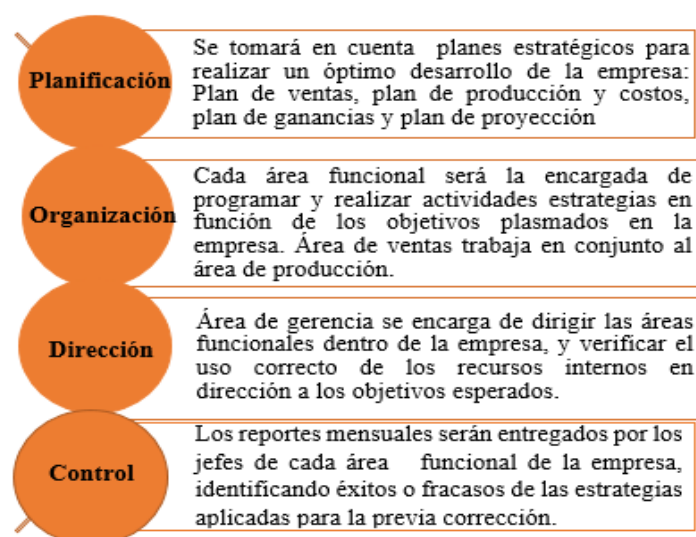 Planificación
Se tomará en cuenta planes estratégicos para
realizar un óptimo desarrollo de la empresa:
Plan de ventas, plan de producción y costos,
plan de ganancias y plan de proyección
Organización
Cada área funcional será la encargada de
programar y realizar actividades estrategias en
función de los objetivos plasmados en la
empresa. Área de ventas trabaja en conjunto al
área de producción.
Dirección
Área de gerencia se encarga de dirigir las áreas
funcionales dentro de la empresa, y verificar el
uso correcto de los recursos internos en
dirección a los objetivos esperados.
Control
Los reportes mensuales serán entregados por los
jefes de cada área funcional de la empresa,
identificando éxitos o fracasos de las estrategias
aplicadas para la previa corrección.